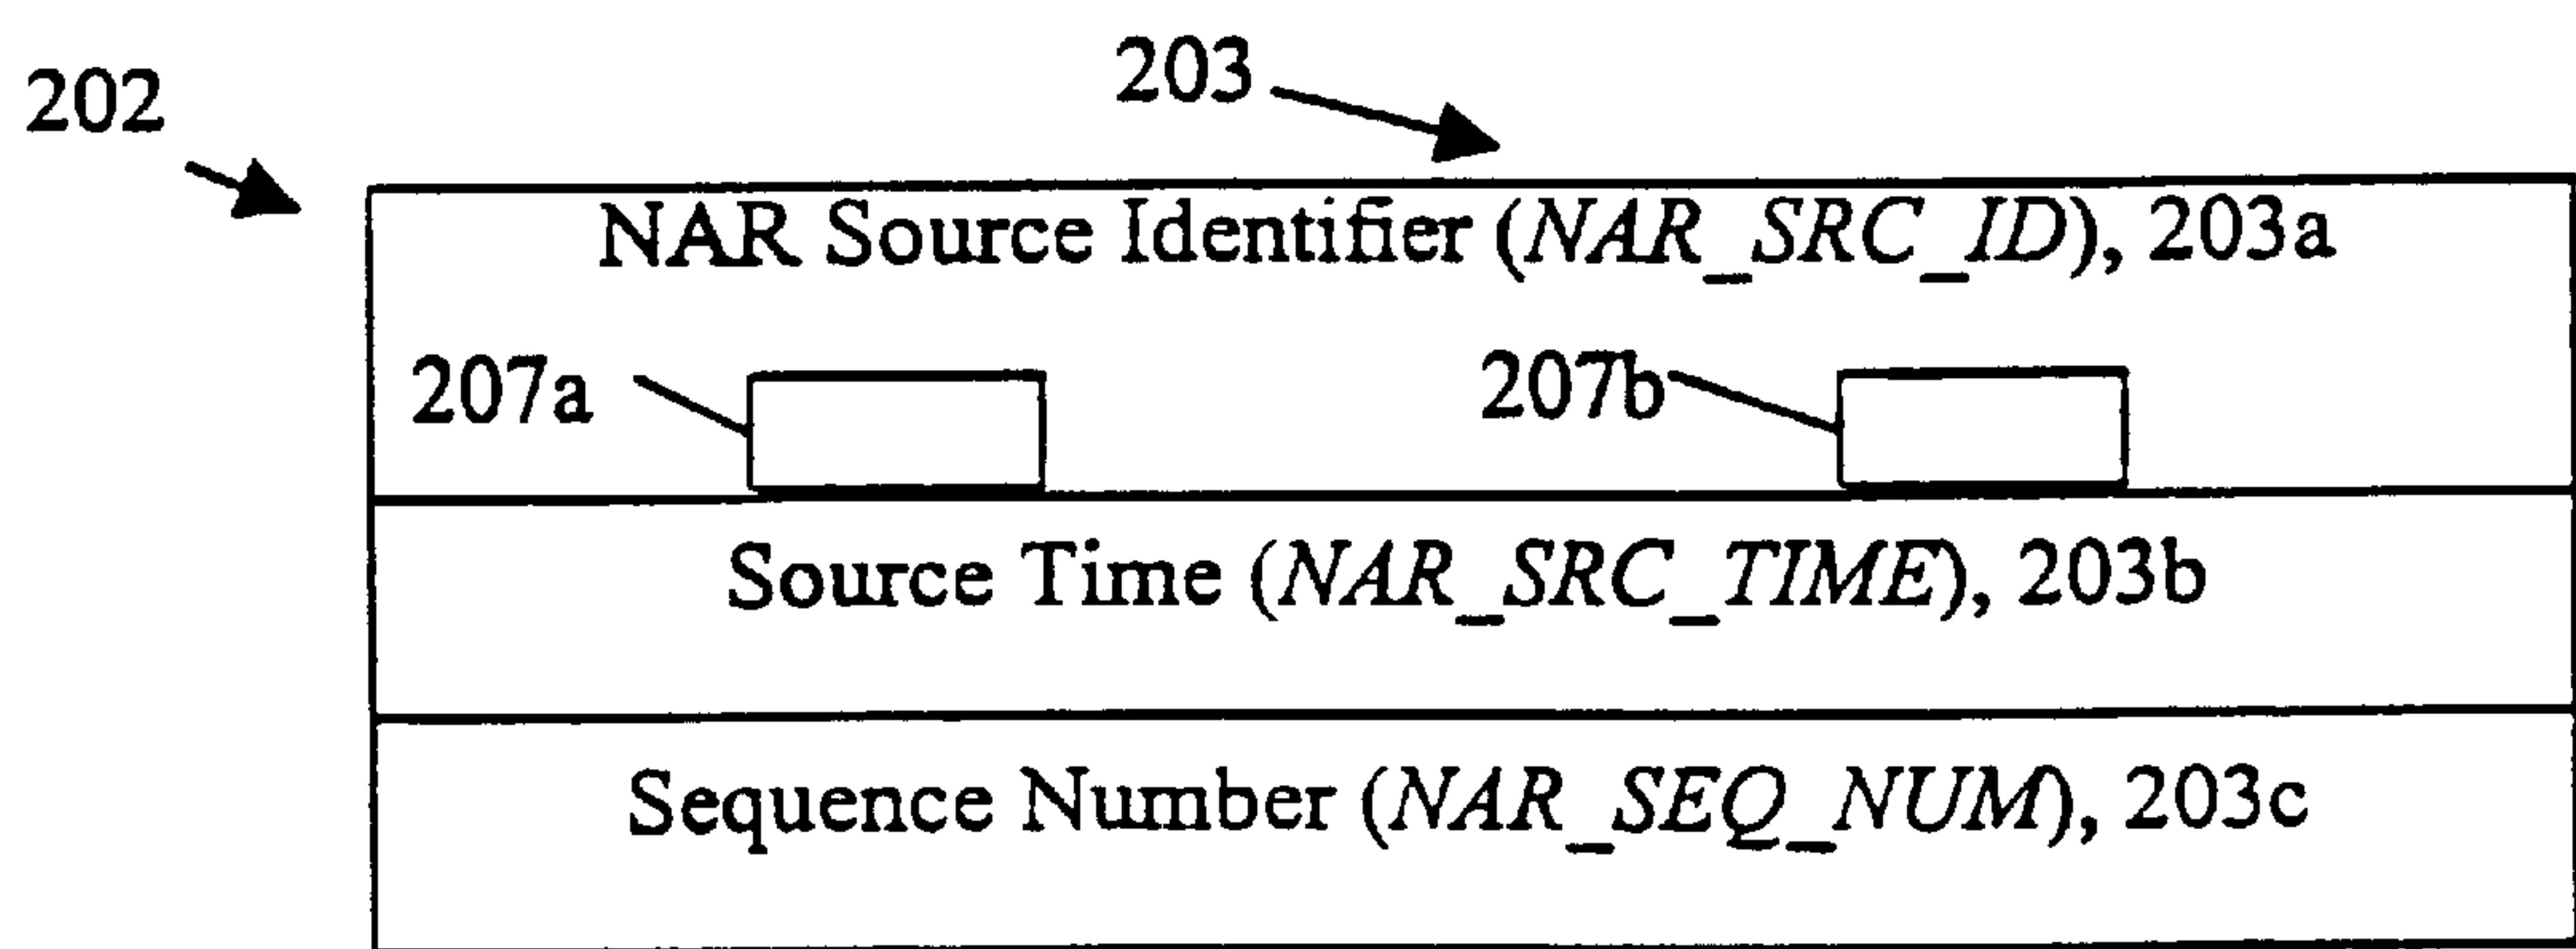 203
202
NAR Source Identifier (NAR_SRC_ID), 203a
207a 207b
Source Time (NAR_SRC_TIME), 203b
Sequence Number (NAR_SEQ_NUM), 203c